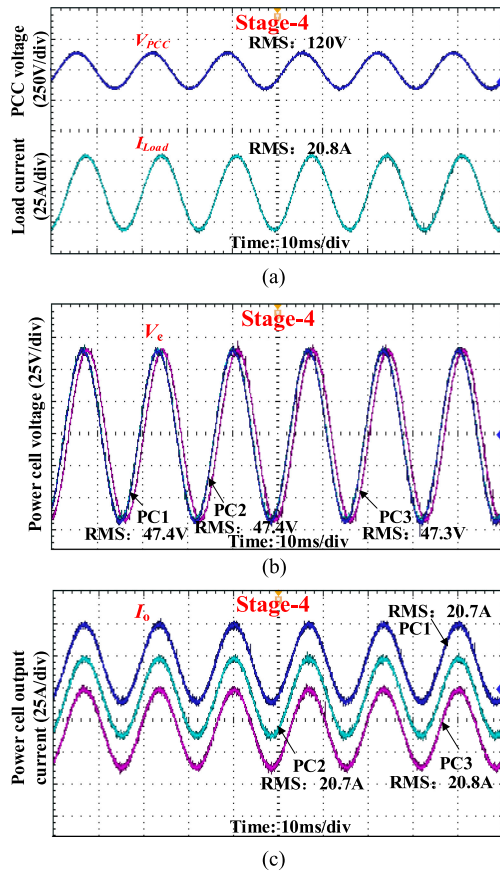 Stage-4
V_PCC
RMS: 120V
PCC voltage
(250V/div)
I_Load
RMS: 20.8A
Load current
(25A/div)
Time: 10ms/div
(a)
Stage-4
V_e
Power cell voltage (25V/div)
PC1
RMS: 47.4V
PC2
RMS: 47.4V
PC3
RMS: 47.3V
Time: 10ms/div
(b)
Stage-4
I_o
RMS: 20.7A
PC1
Power cell output
current (25A/div)
PC2
RMS: 20.7A
PC3
RMS: 20.8A
Time: 10ms/div
(c)